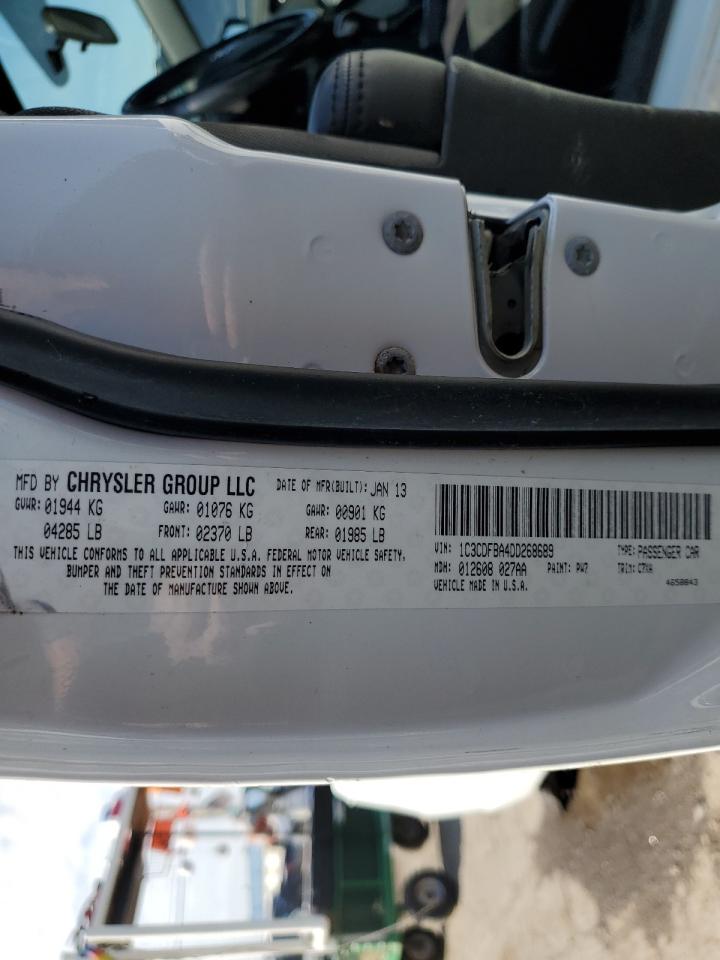 MFD BY CHRYSLER GROUP LLC DATE OF MFR(BUILT): JAN 13
GVWR: 01944 KG GAWR: 01076 KG GAWR: 00901 KG
04285 LB FRONT: 02370 LB REAR: 01985 LB
THIS VEHICLE CONFORMS TO ALL APPLICABLE U.S.A. FEDERAL MOTOR VEHICLE SAFETY,
BUMPER AND THEFT PREVENTION STANDARDS IN EFFECT ON
THE DATE OF MANUFACTURE SHOWN ABOVE.
VIN: 1C3CDFBA4DD268689 TYPE: PASSENGER CAR
MDH: 012608 027AA PAINT: PW7 TRIM: C7XH
VEHICLE MADE IN U.S.A. 4658843